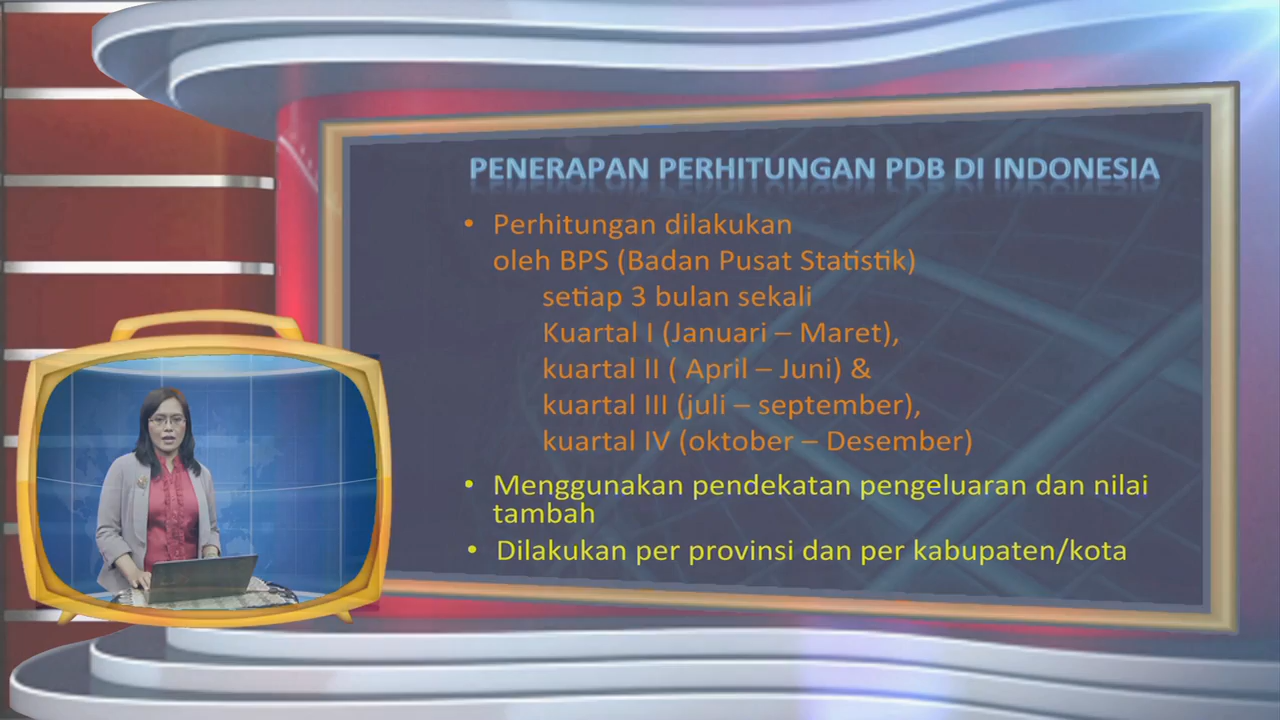 PENERAPAN PERHITUNGAN PDB DI INDONESIA
• Perhitungan dilakukan
oleh BPS (Badan Pusat Statistik)
setiap 3 bulan sekali
Kuartal I (Januari – Maret),
kuartal II ( April – Juni) &
kuartal III (juli – september),
kuartal IV (oktober – Desember)
• Menggunakan pendekatan pengeluaran dan nilai
tambah
• Dilakukan per provinsi dan per kabupaten/kota